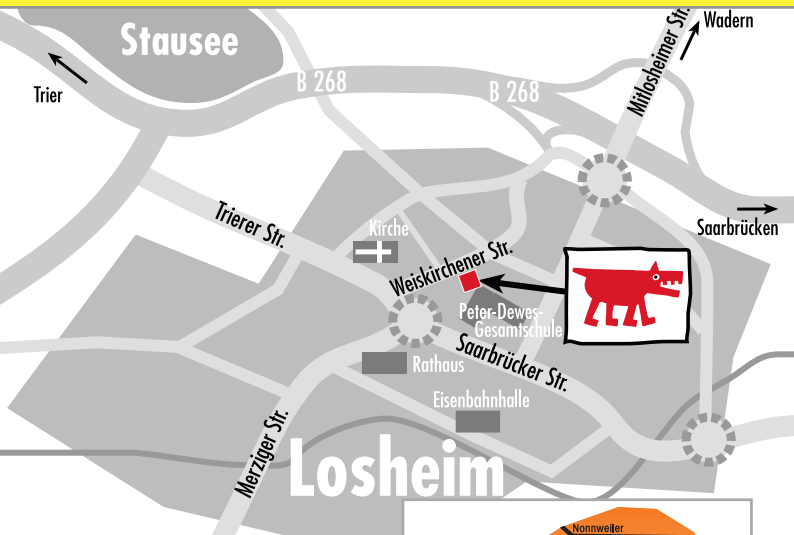 Stausee
Wadern
Mitlosheimer Str.
Trier
B 268
B 268
Saarbrücken
Trierer Str.
Kirche
Weiskirchener Str.
Peter-Dewes-
Gesamtschule
Saarbrücker Str.
Rathaus
Eisenbahnhalle
Merziger Str.
Losheim
Nonnweiler